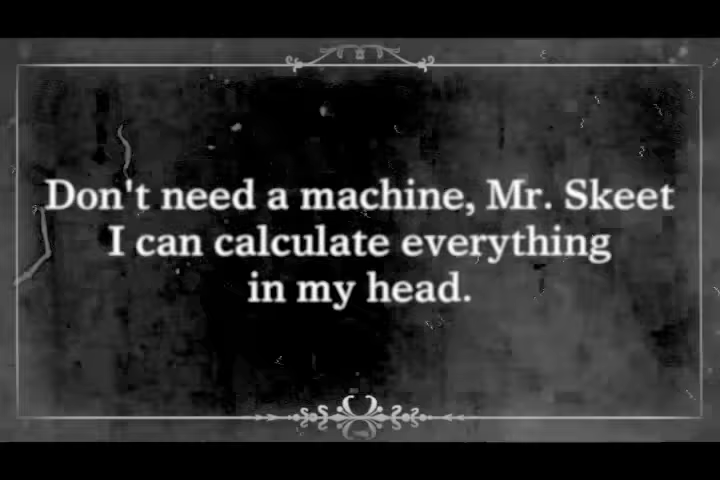 Don't need a machine, Mr. Skeet
I can calculate everything
in my head.